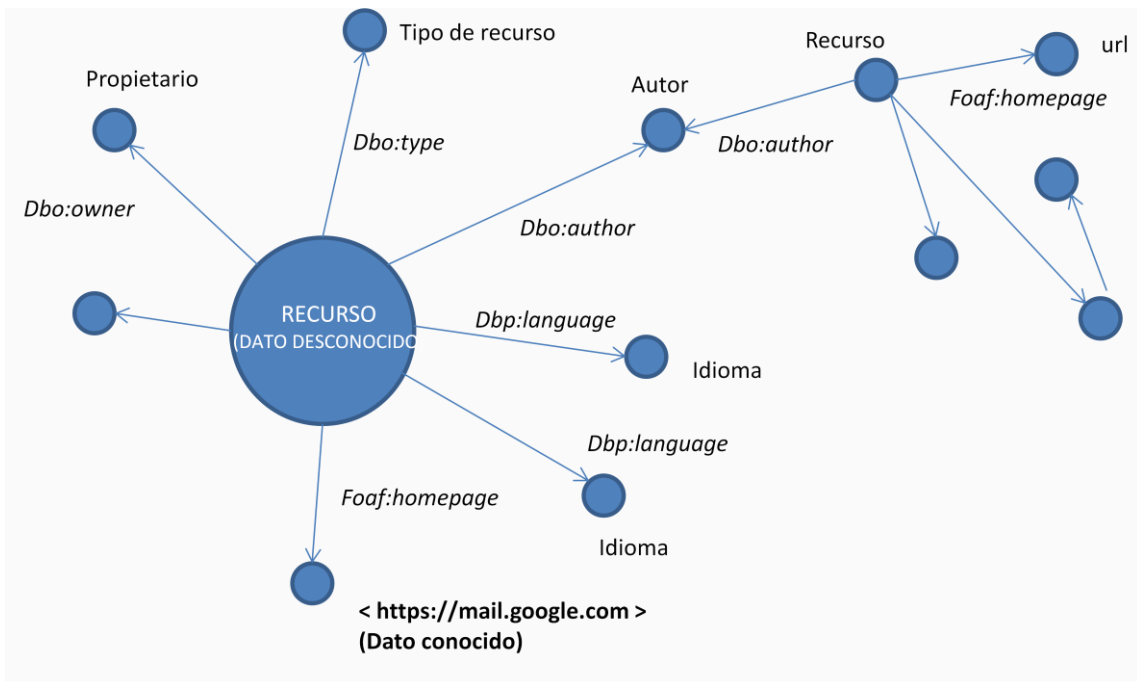 Tipo de recurso
Recurso
url
Propietario
Autor
Foaf:homepage
Dbo:type
Dbo:author
Dbo:owner
Dbo:author
RECURSO
(DATO DESCONOCIDO
Dbp:language
Idioma
Dbp:language
Foaf:homepage
Idioma
< https://mail.google.com >
(Dato conocido)